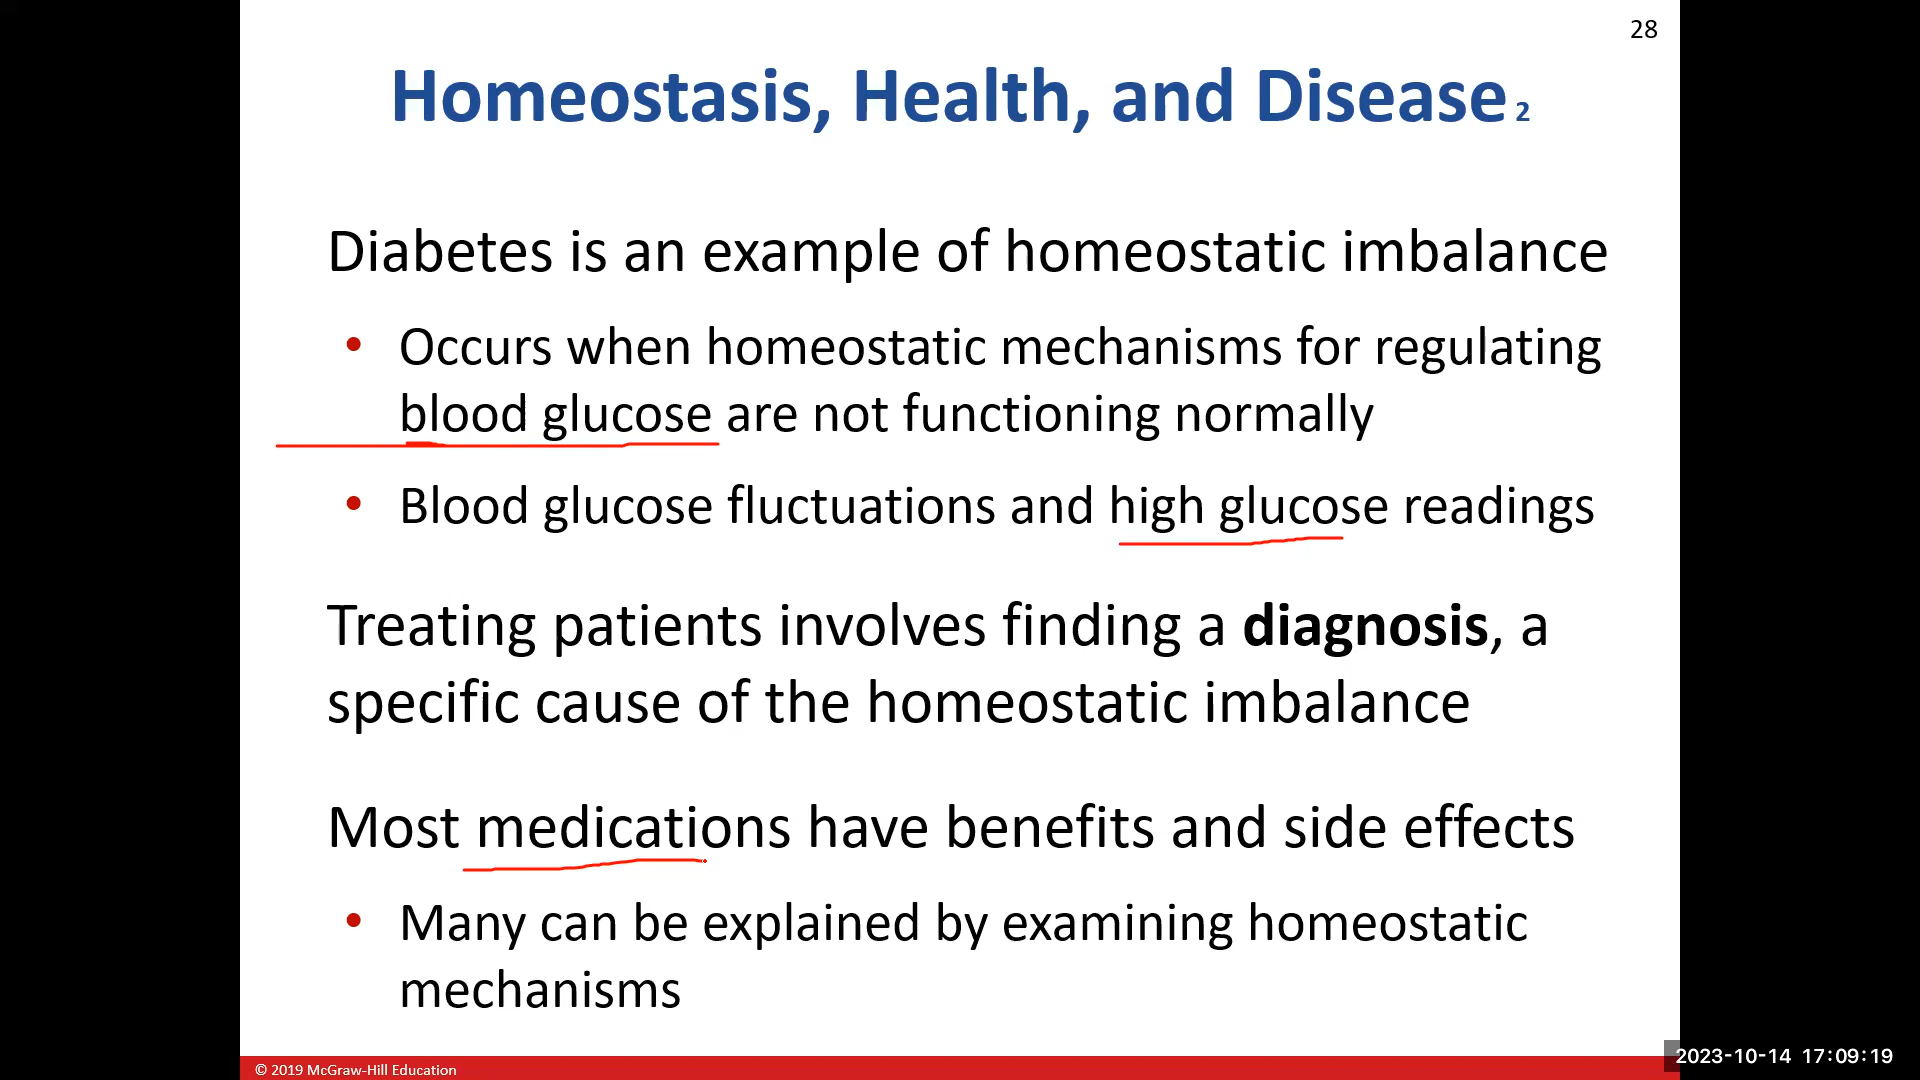 28
Homeostasis, Health, and Disease 2
Diabetes is an example of homeostatic imbalance
• Occurs when homeostatic mechanisms for regulating
blood glucose are not functioning normally
• Blood glucose fluctuations and high glucose readings
Treating patients involves finding a diagnosis, a
specific cause of the homeostatic imbalance
Most medications have benefits and side effects
• Many can be explained by examining homeostatic
mechanisms
© 2019 McGraw-Hill Education
2023-10-14 17:09:19